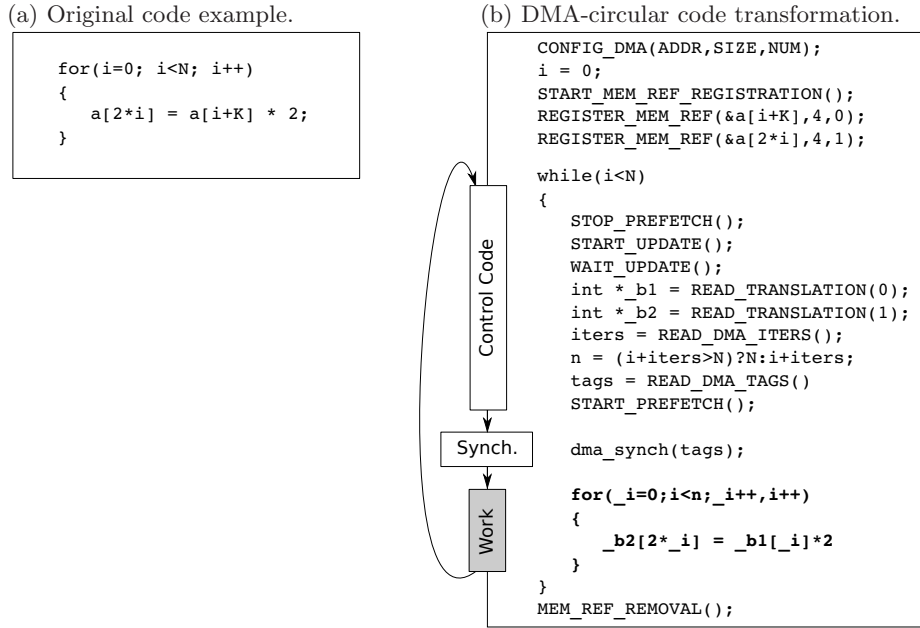 (a) Original code example.
for(i=0; i<N; i++)
{
a[2*i] = a[i+K] * 2;
}
(b) DMA-circular code transformation.
CONFIG_DMA(ADDR,SIZE,NUM);
i = 0;
START_MEM_REF_REGISTRATION();
REGISTER_MEM_REF(&a[i+K],4,0);
REGISTER_MEM_REF(&a[2*i],4,1);
while(i<N)
{
STOP_PREFETCH();
START_UPDATE();
WAIT_UPDATE();
int *_b1 = READ_TRANSLATION(0);
int *_b2 = READ_TRANSLATION(1);
iters = READ_DMA_ITERS();
n = (i+iters>N)?N:i+iters;
tags = READ_DMA_TAGS()
START_PREFETCH();
dma_synch(tags);
for(_i=0;i<n;_i++,i++)
{
_b2[2*_i] = _b1[_i]*2
}
}
MEM_REF_REMOVAL();
Control Code
Synch.
Work